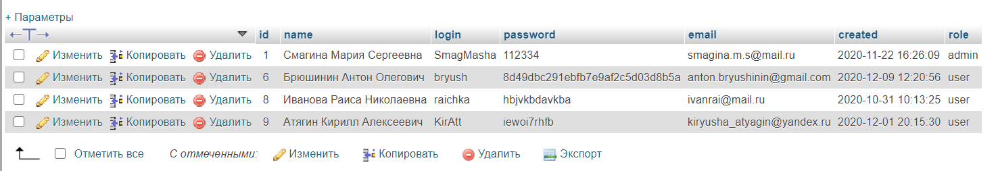 + Параметры
←T→ id name login password email created role
Изменить Копировать Удалить 1 Смагина Мария Сергеевна SmagMasha 112334 smagina.m.s@mail.ru 2020-11-22 16:26:09 admin
Изменить Копировать Удалить 6 Брюшинин Антон Олегович bryush 8d49dbc291ebfb7e9af2c5d03d8b5a anton.bryushinin@gmail.com 2020-12-09 12:20:56 user
Изменить Копировать Удалить 8 Иванова Раиса Николаевна raichka hbjvkbdavkba ivanrai@mail.ru 2020-10-31 10:13:25 user
Изменить Копировать Удалить 9 Атягин Кирилл Алексеевич KirAtt iewoi7rhfb kiryusha_atyagin@yandex.ru 2020-12-01 20:15:30 user
Отметить все С отмеченными: Изменить Копировать Удалить Экспорт